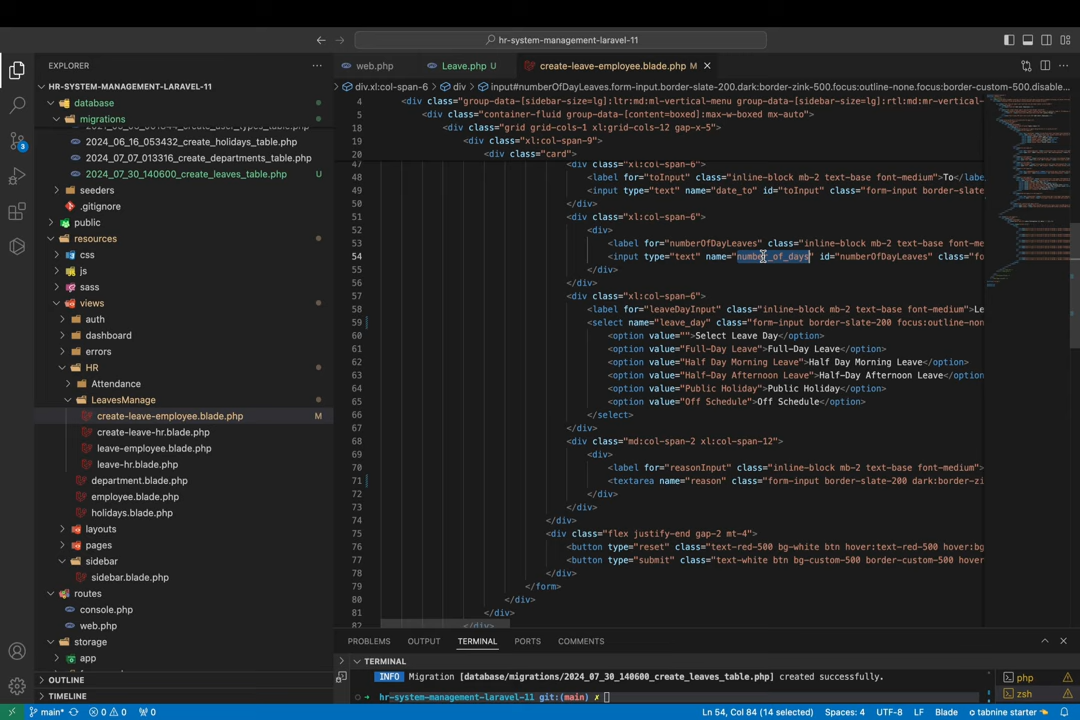 hr-system-management-laravel-11
EXPLORER
HR-SYSTEM-MANAGEMENT-LARAVEL-11
database
migrations
2024_06_16_053432_create_holidays_table.php
2024_07_07_013316_create_departments_table.php
2024_07_30_140600_create_leaves_table.php U
seeders
.gitignore
public
resources
css
js
sass
views
auth
dashboard
errors
HR
Attendance
LeavesManage
create-leave-employee.blade.php M
create-leave-hr.blade.php
leave-employee.blade.php
leave-hr.blade.php
department.blade.php
employee.blade.php
holidays.blade.php
layouts
pages
sidebar
sidebar.blade.php
routes
console.php
web.php
storage
app
OUTLINE
TIMELINE
web.php Leave.php U create-leave-employee.blade.php M
div.xl:col-span-6 > div > input#numberOfDayLeaves.form-input.border-slate-200.dark:border-zink-500.focus:outline-none.focus:border-custom-500.disable...
4 <div class="group-data-[sidebar-size=lg]:ltr:md:ml-vertical-menu group-data-[sidebar-size=lg]:rtl:md:mr-vertical-
5 <div class="container-fluid group-data-[content=boxed]:max-w-boxed mx-auto">
18 <div class="grid grid-cols-1 xl:grid-cols-12 gap-x-5">
19 <div class="xl:col-span-9">
20 <div class="card">
47 <div class="xl:col-span-6">
48 <label for="toInput" class="inline-block mb-2 text-base font-medium">To</labe
49 <input type="text" name="date_to" id="toInput" class="form-input border-slate
50 </div>
51 <div class="xl:col-span-6">
52 <div>
53 <label for="numberOfDayLeaves" class="inline-block mb-2 text-base font-me
54 <input type="text" name="number_of_days" id="numberOfDayLeaves" class="fo
55 </div>
56 </div>
57 <div class="xl:col-span-6">
58 <label for="leaveDayInput" class="inline-block mb-2 text-base font-medium">Le
59 <select name="leave_day" class="form-input border-slate-200 focus:outline-non
60 <option value="">Select Leave Day</option>
61 <option value="Full-Day Leave">Full-Day Leave</option>
62 <option value="Half Day Morning Leave">Half Day Morning Leave</option>
63 <option value="Half-Day Afternoon Leave">Half-Day Afternoon Leave</option>
64 <option value="Public Holiday">Public Holiday</option>
65 <option value="Off Schedule">Off Schedule</option>
66 </select>
67 </div>
68 <div class="md:col-span-2 xl:col-span-12">
69 <div>
70 <label for="reasonInput" class="inline-block mb-2 text-base font-medium">
71 <textarea name="reason" class="form-input border-slate-200 dark:border-zi
72 </div>
73 </div>
74 </div>
75 <div class="flex justify-end gap-2 mt-4">
76 <button type="reset" class="text-red-500 bg-white btn hover:text-red-500 hover:bg
77 <button type="submit" class="text-white btn bg-custom-500 border-custom-500 hover
78 </div>
79 </form>
80 </div>
81 </div>
82 </div>
PROBLEMS OUTPUT TERMINAL PORTS COMMENTS
TERMINAL
INFO Migration [database/migrations/2024_07_30_140600_create_leaves_table.php] created successfully.
hr-system-management-laravel-11 git:(main) ✗
php
zsh
main* 0 0 0 Ln 54, Col 84 (14 selected) Spaces: 4 UTF-8 LF Blade tabnine starter